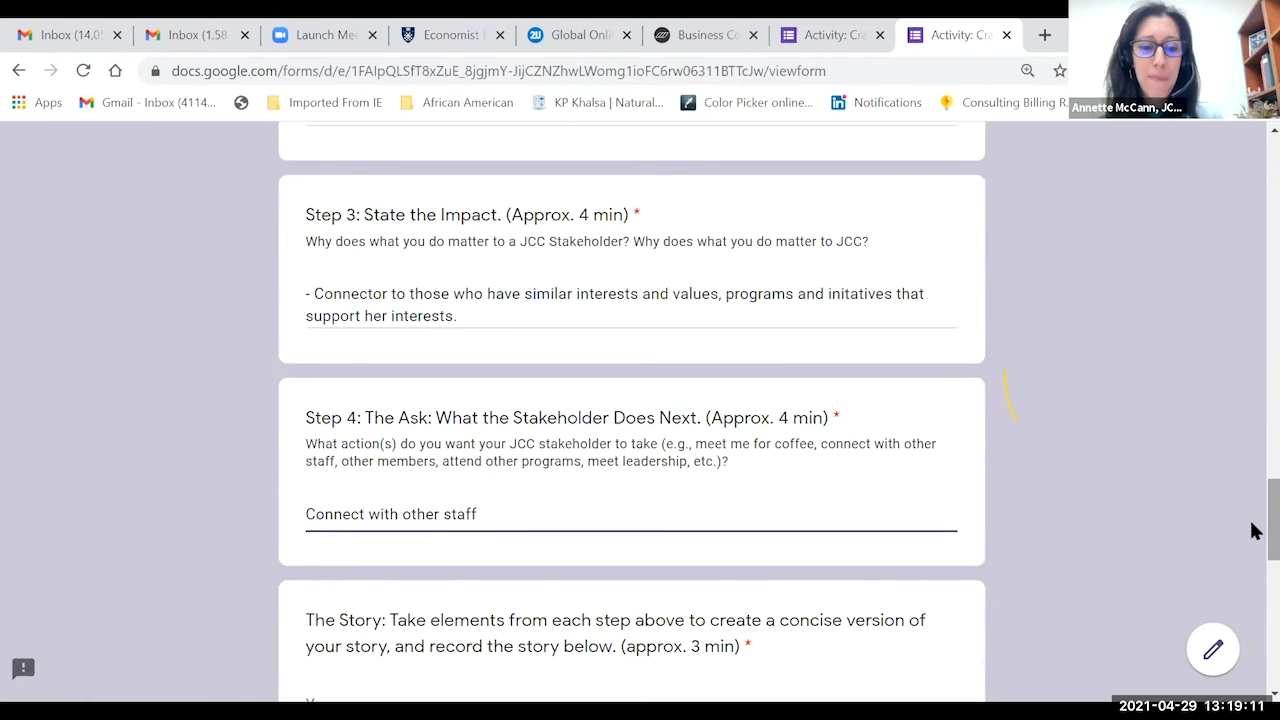 Inbox (14,0
Inbox (1,58
Launch Mee
Economist
2U
Global Onli
Business Co
Activity: Cra
Activity: Cra
docs.google.com/forms/d/e/1FAIpQLSfT8xZuE_8jgjmY-JijCZNZhwLWomg1ioFC6rw06311BTTcJw/viewform
Apps
Gmail - Inbox (4114...
Imported From IE
African American
KP Khalsa | Natural...
Color Picker online...
Notifications
Consulting Billing R
Annette McCann, JC...
Step 3: State the Impact. (Approx. 4 min) *
Why does what you do matter to a JCC Stakeholder? Why does what you do matter to JCC?
- Connector to those who have similar interests and values, programs and initatives that
support her interests.
Step 4: The Ask: What the Stakeholder Does Next. (Approx. 4 min) *
What action(s) do you want your JCC stakeholder to take (e.g., meet me for coffee, connect with other
staff, other members, attend other programs, meet leadership, etc.)?
Connect with other staff
The Story: Take elements from each step above to create a concise version of
your story, and record the story below. (approx. 3 min) *
2021-04-29 13:19:11